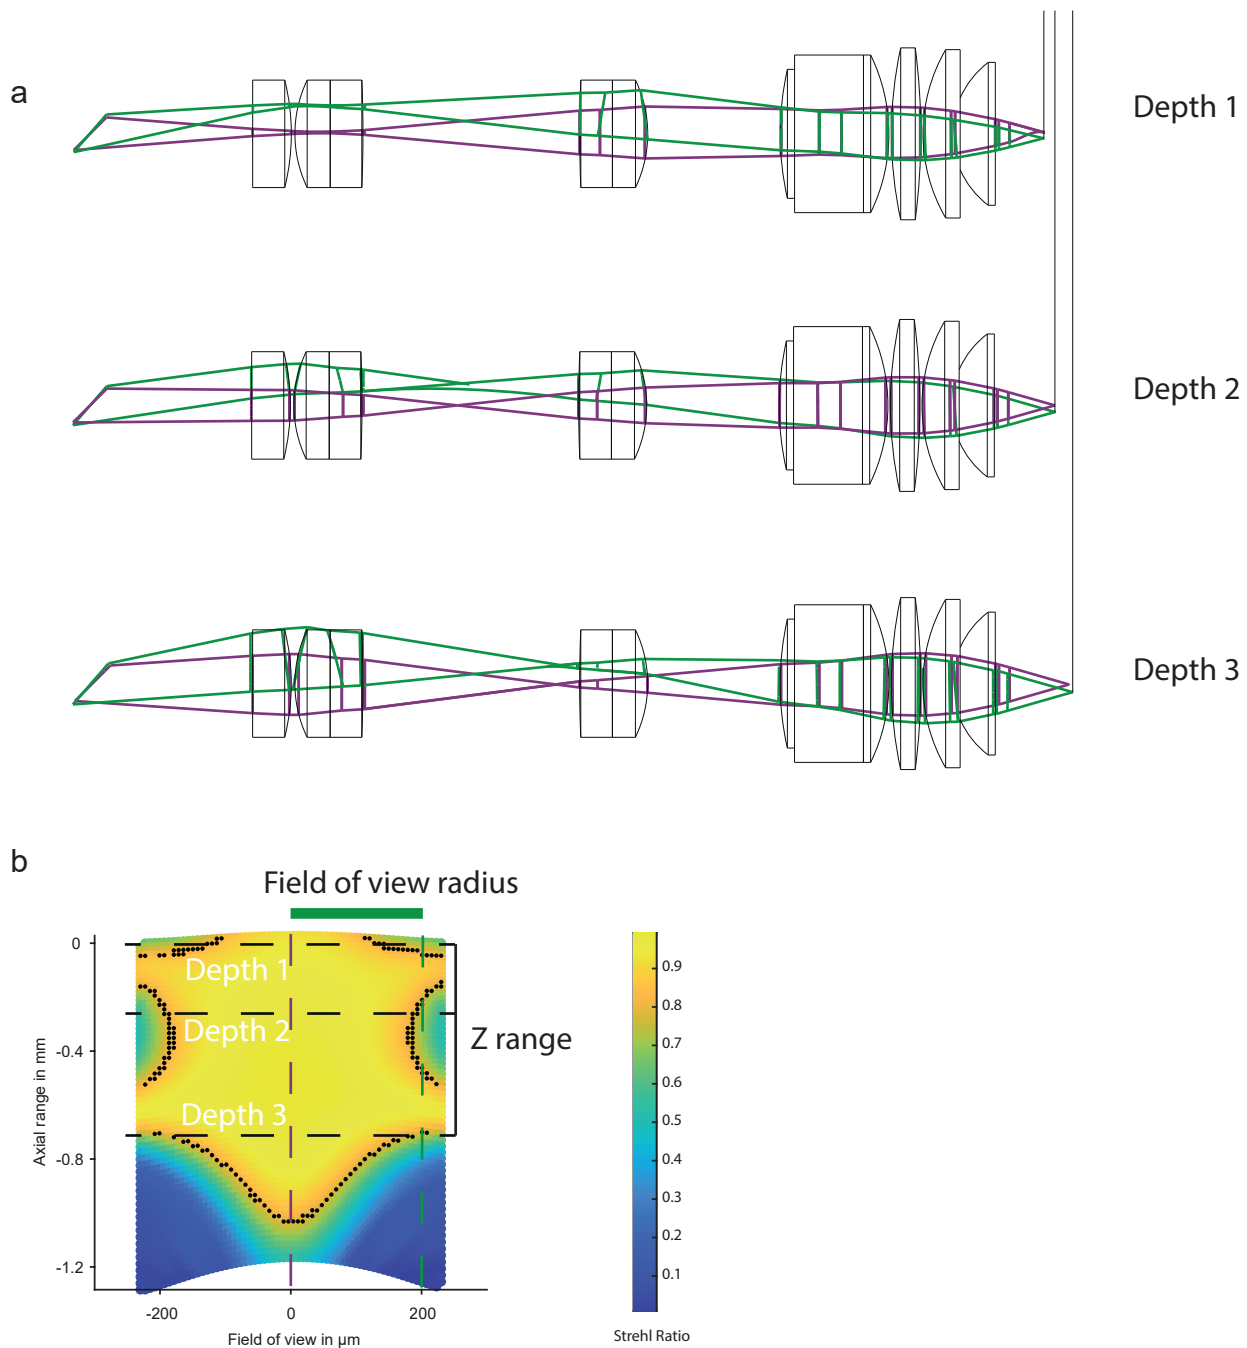 a
Depth 1
Depth 2
Depth 3
b
Field of view radius
0
-0.4
-0.8
-1.2
Axial range in mm
Depth 1
Depth 2
Depth 3
Z range
-200
0
200
Field of view in µm
0.9
0.8
0.7
0.6
0.5
0.4
0.3
0.2
0.1
Strehl Ratio